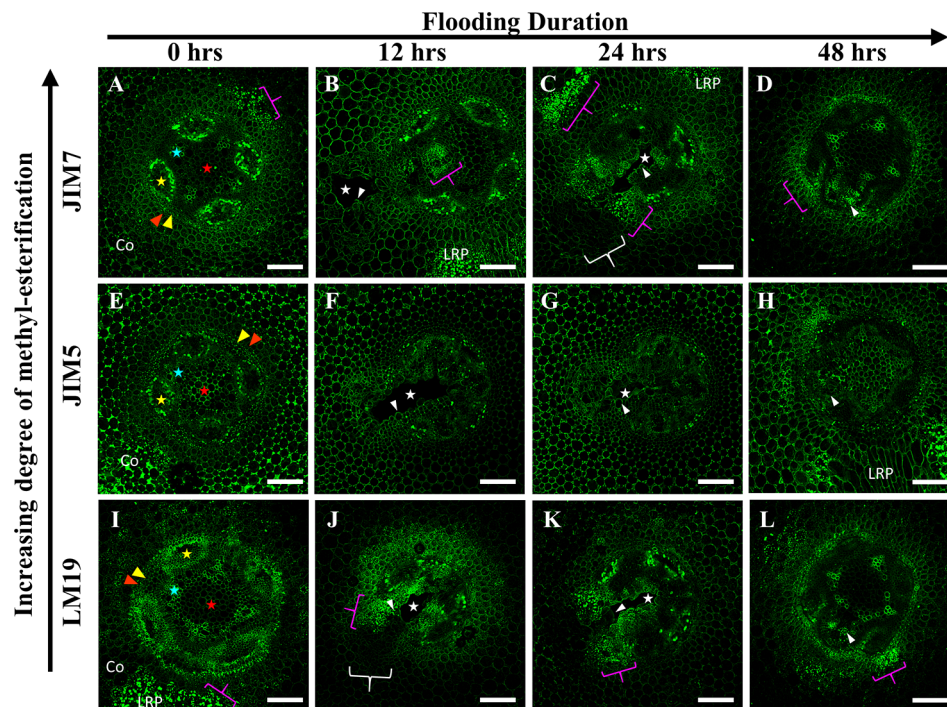 Flooding Duration
0 hrs
12 hrs
24 hrs
48 hrs
Increasing degree of methyl-esterification
JIM7
A
Co
B
LRP
C
LRP
D
JIM5
E
Co
F
G
H
LRP
LM19
I
Co
LRP
J
K
L